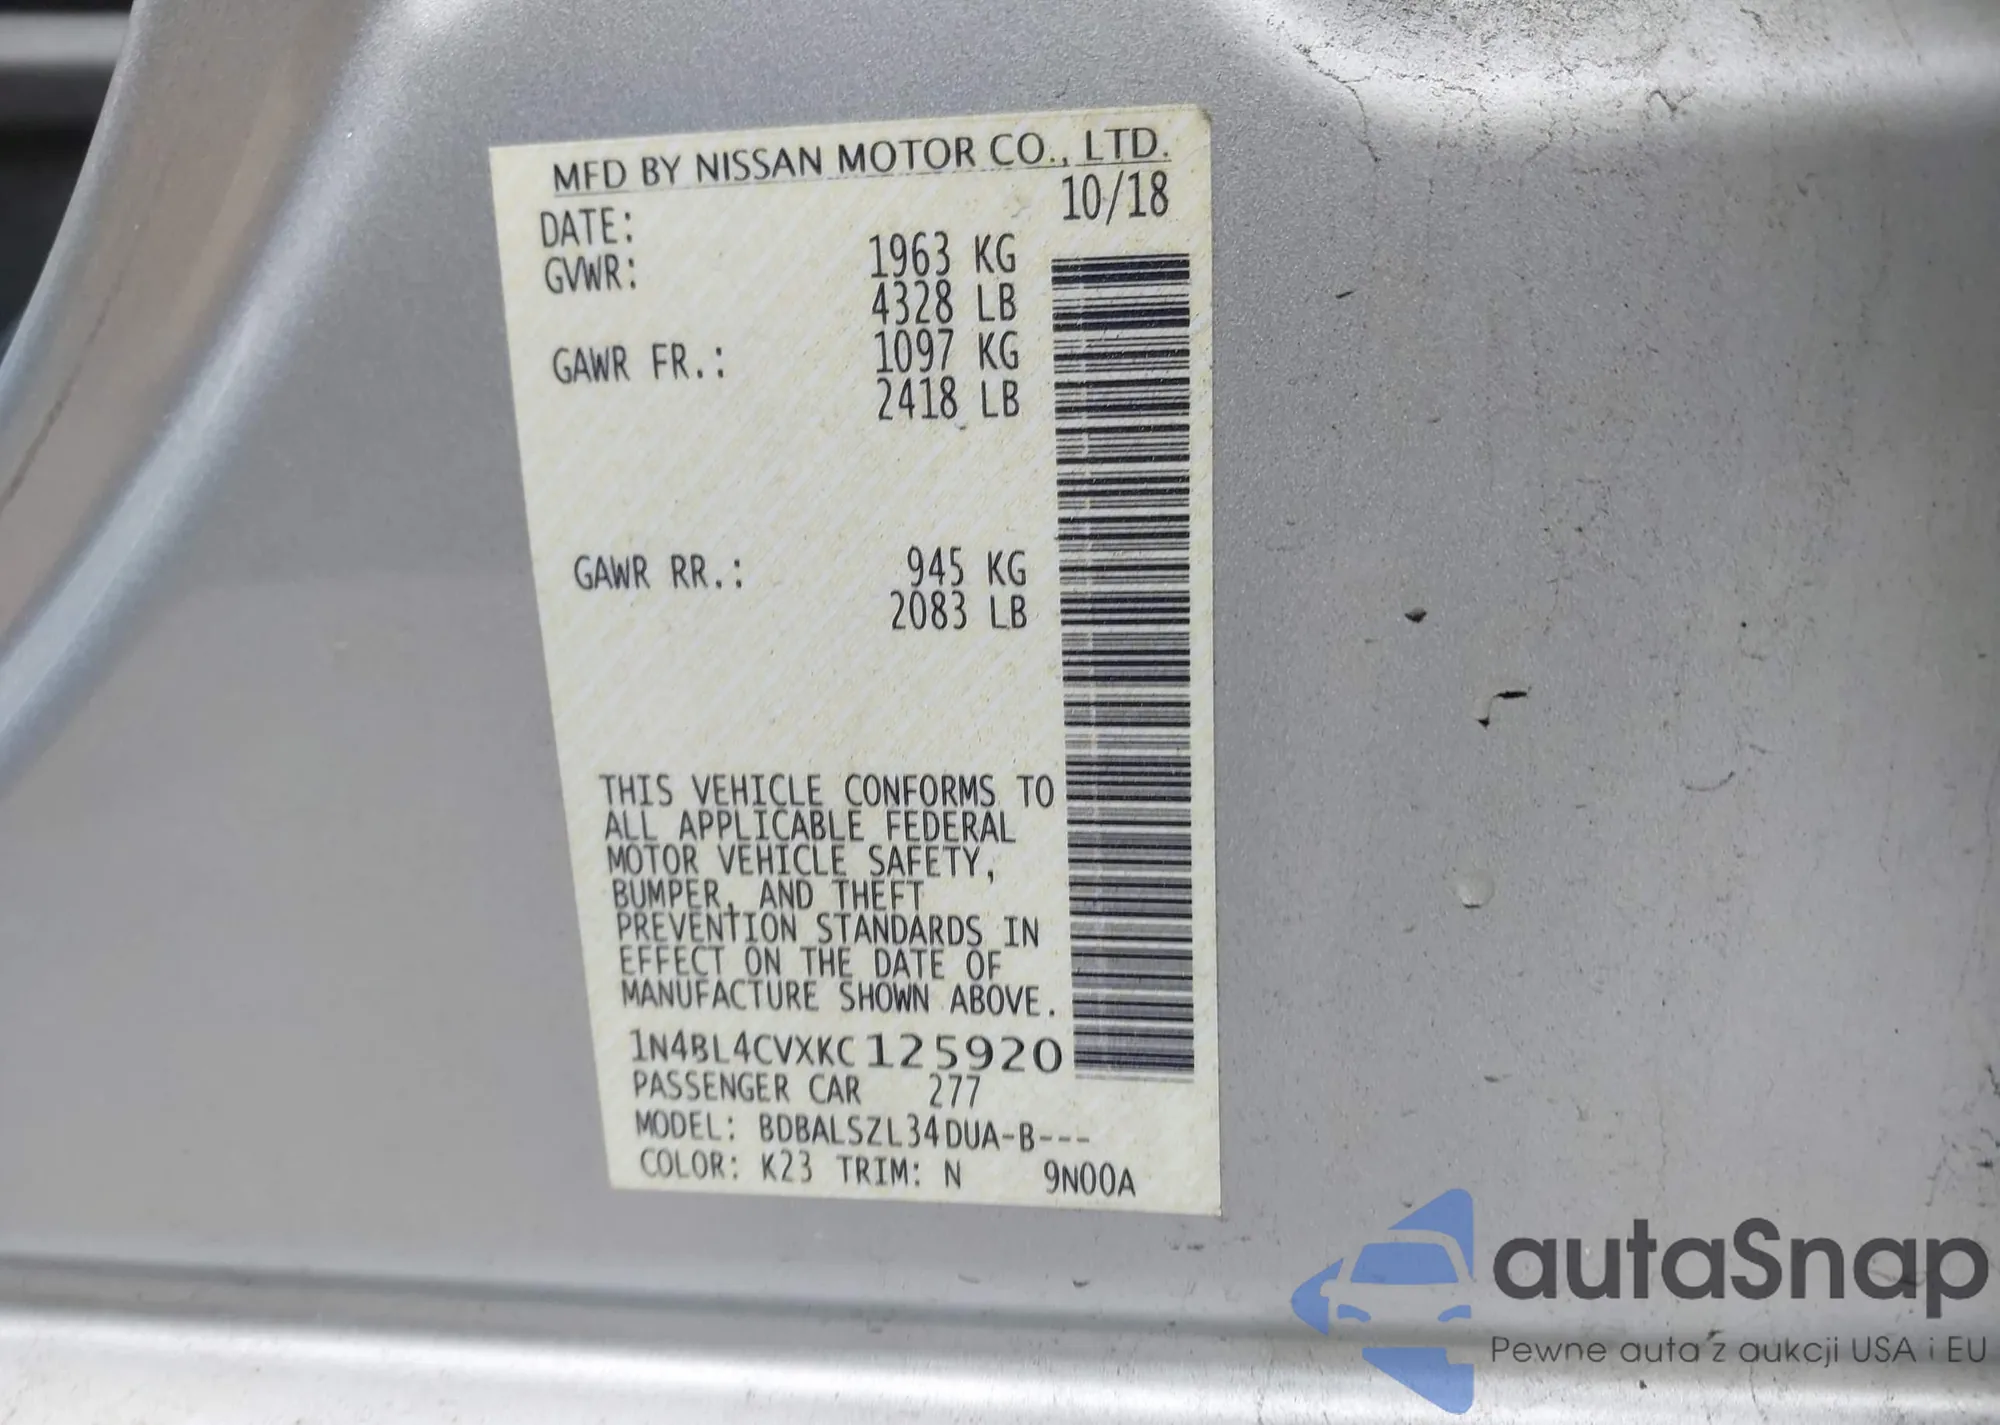 MFD BY NISSAN MOTOR CO., LTD.
DATE: 10/18
GVWR: 1963 KG
4328 LB
GAWR FR.: 1097 KG
2418 LB
GAWR RR.: 945 KG
2083 LB
THIS VEHICLE CONFORMS TO
ALL APPLICABLE FEDERAL
MOTOR VEHICLE SAFETY,
BUMPER, AND THEFT
PREVENTION STANDARDS IN
EFFECT ON THE DATE OF
MANUFACTURE SHOWN ABOVE.
1N4BL4CVXKC125920
PASSENGER CAR 277
MODEL: BDBALSZL34DUA-B---
COLOR: K23 TRIM: N 9N00A
autaSnap
Pewne auta z aukcji USA i EU